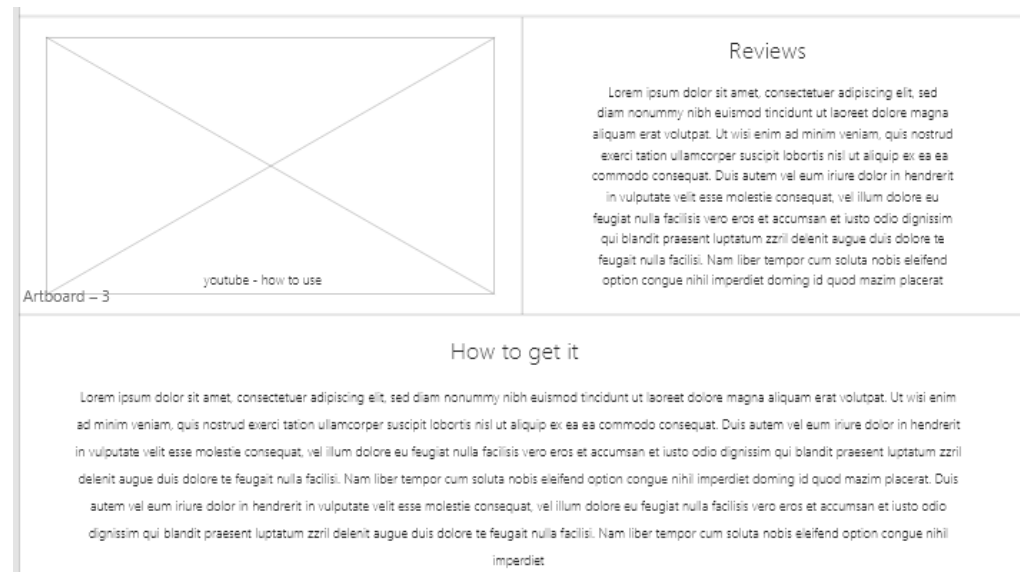 youtube - how to use
Artboard – 3
Reviews
Lorem ipsum dolor sit amet, consectetuer adipiscing elit, sed
diam nonummy nibh euismod tincidunt ut laoreet dolore magna
aliquam erat volutpat. Ut wisi enim ad minim veniam, quis nostrud
exerci tation ullamcorper suscipit lobortis nisl ut aliquip ex ea ea
commodo consequat. Duis autem vel eum iriure dolor in hendrerit
in vulputate velit esse molestie consequat, vel illum dolore eu
feugiat nulla facilisis vero eros et accumsan et iusto odio dignissim
qui blandit praesent luptatum zzril delenit augue duis dolore te
feugait nulla facilisi. Nam liber tempor cum soluta nobis eleifend
option congue nihil imperdiet doming id quod mazim placerat
How to get it
Lorem ipsum dolor sit amet, consectetuer adipiscing elit, sed diam nonummy nibh euismod tincidunt ut laoreet dolore magna aliquam erat volutpat. Ut wisi enim
ad minim veniam, quis nostrud exerci tation ullamcorper suscipit lobortis nisl ut aliquip ex ea ea commodo consequat. Duis autem vel eum iriure dolor in hendrerit
in vulputate velit esse molestie consequat, vel illum dolore eu feugiat nulla facilisis vero eros et accumsan et iusto odio dignissim qui blandit praesent luptatum zzril
delenit augue duis dolore te feugait nulla facilisi. Nam liber tempor cum soluta nobis eleifend option congue nihil imperdiet doming id quod mazim placerat. Duis
autem vel eum iriure dolor in hendrerit in vulputate velit esse molestie consequat, vel illum dolore eu feugiat nulla facilisis vero eros et accumsan et iusto odio
dignissim qui blandit praesent luptatum zzril delenit augue duis dolore te feugait nulla facilisi. Nam liber tempor cum soluta nobis eleifend option congue nihil
imperdiet